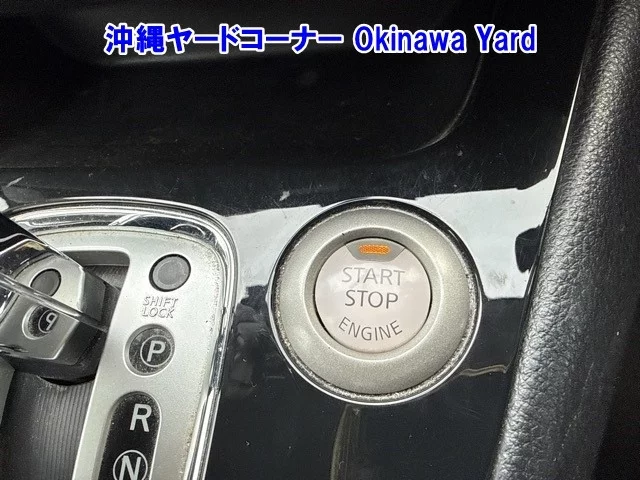 沖縄ヤードコーナー Okinawa Yard
START
STOP
ENGINE
SHIFT
LOCK
P
R
N